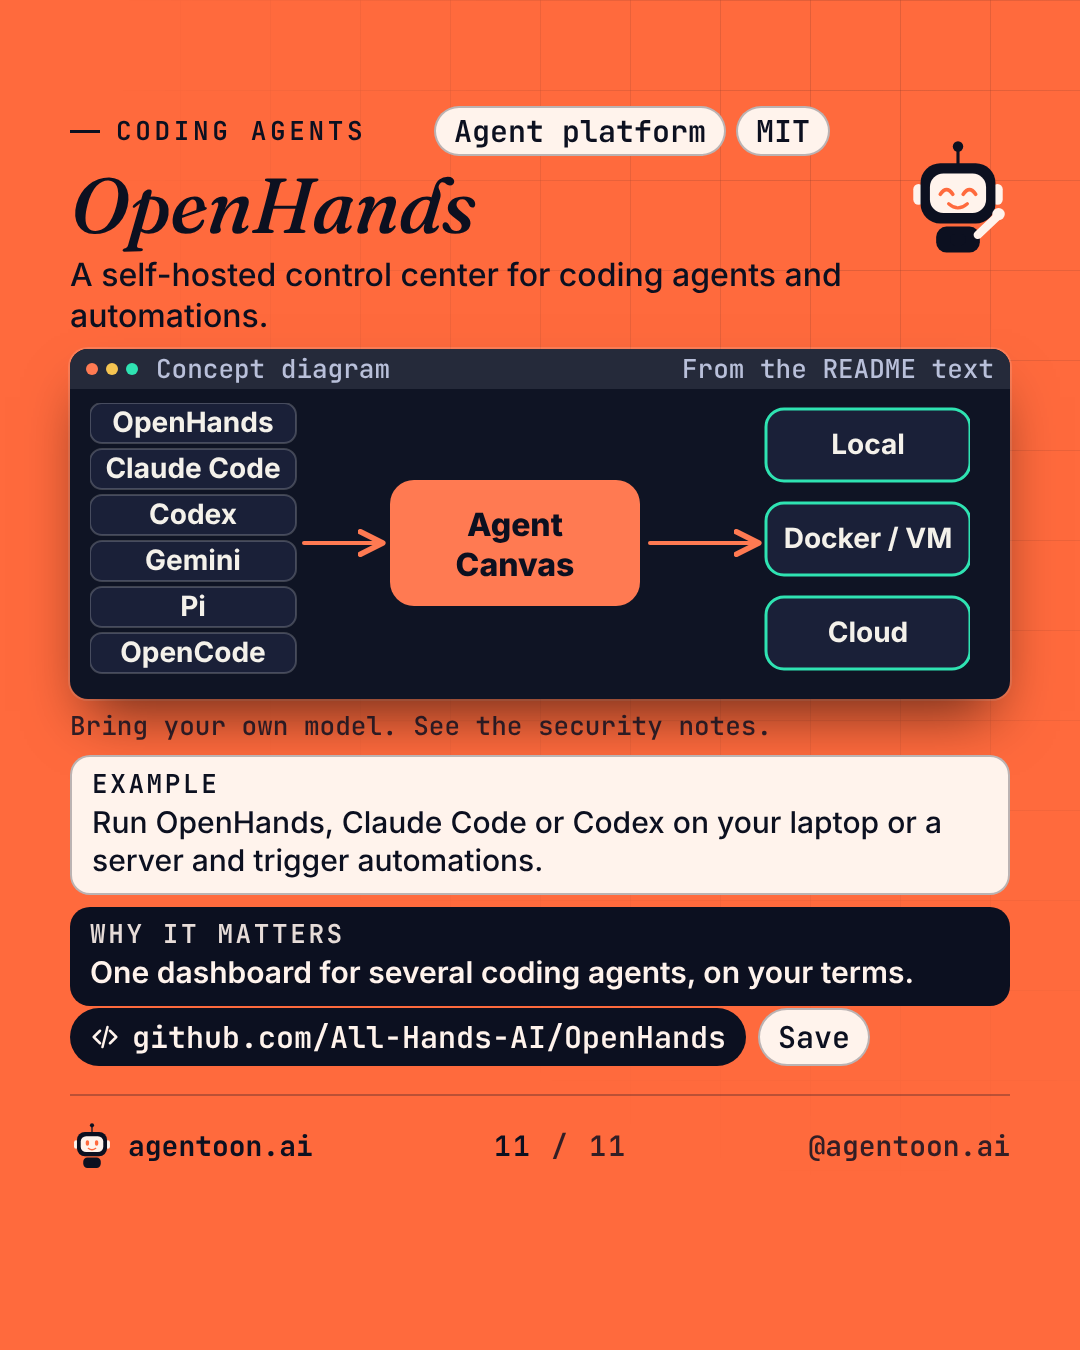 — CODING AGENTS
Agent platform
MIT
OpenHands
A self-hosted control center for coding agents and
automations.
Concept diagram
From the README text
OpenHands
Claude Code
Codex
Gemini
Pi
OpenCode
Agent
Canvas
Local
Docker / VM
Cloud
Bring your own model. See the security notes.
EXAMPLE
Run OpenHands, Claude Code or Codex on your laptop or a
server and trigger automations.
WHY IT MATTERS
One dashboard for several coding agents, on your terms.
</> github.com/All-Hands-AI/OpenHands
Save
agentoon.ai
11 / 11
@agentoon.ai